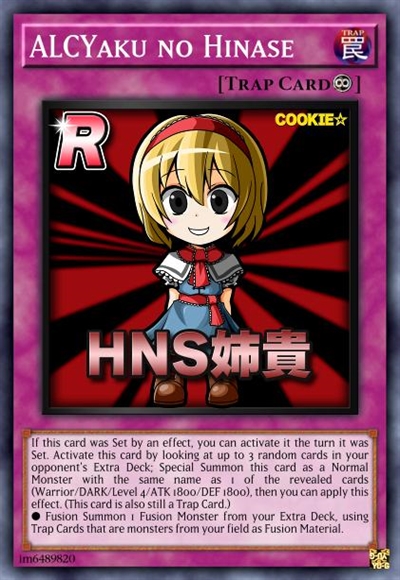 ALCYaku no Hinase
TRAP
罠
[Trap Card]
R
COOKIE☆
HNS姉貴
If this card was Set by an effect, you can activate it the turn it was
Set. Activate this card by looking at up to 3 random cards in your
opponent's Extra Deck; Special Summon this card as a Normal
Monster with the same name as 1 of the revealed cards
(Warrior/DARK/Level 4/ATK 1800/DEF 1800), then you can apply this
effect. (This card is also still a Trap Card.)
● Fusion Summon 1 Fusion Monster from your Extra Deck, using
Trap Cards that are monsters from your field as Fusion Material.
im6489820